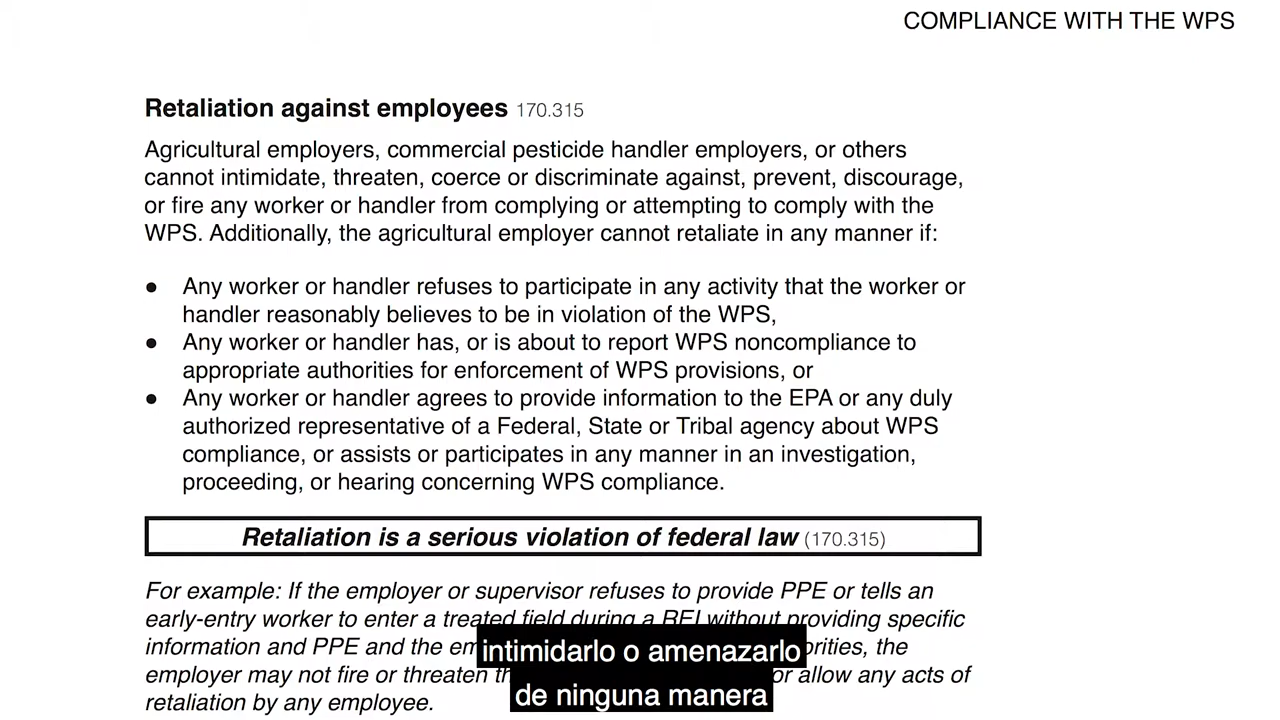 COMPLIANCE WITH THE WPS
Retaliation against employees 170.315
Agricultural employers, commercial pesticide handler employers, or others
cannot intimidate, threaten, coerce or discriminate against, prevent, discourage,
or fire any worker or handler from complying or attempting to comply with the
WPS. Additionally, the agricultural employer cannot retaliate in any manner if:
● Any worker or handler refuses to participate in any activity that the worker or
handler reasonably believes to be in violation of the WPS,
● Any worker or handler has, or is about to report WPS noncompliance to
appropriate authorities for enforcement of WPS provisions, or
● Any worker or handler agrees to provide information to the EPA or any duly
authorized representative of a Federal, State or Tribal agency about WPS
compliance, or assists or participates in any manner in an investigation,
proceeding, or hearing concerning WPS compliance.
Retaliation is a serious violation of federal law (170.315)
For example: If the employer or supervisor refuses to provide PPE or tells an
early-entry worker to enter a treated field during a REI without providing specific
information and PPE and the
employer may not fire or threaten or allow any acts of
retaliation by any employee.
intimidarlo o amenazarlo
de ninguna manera